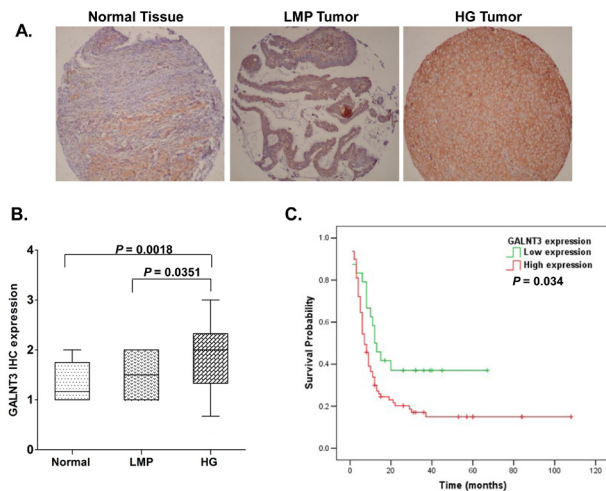 Normal Tissue LMP Tumor HG Tumor
A.
B.
P = 0.0018
P = 0.0351
GALNT3 IHC expression
4
3
2
1
0
Normal LMP HG
C.
GALNT3 expression
Low expression
High expression
P = 0.034
Survival Probability
1.0
0.8
0.6
0.4
0.2
0.0
0 20 40 60 80 100 120
Time (months)